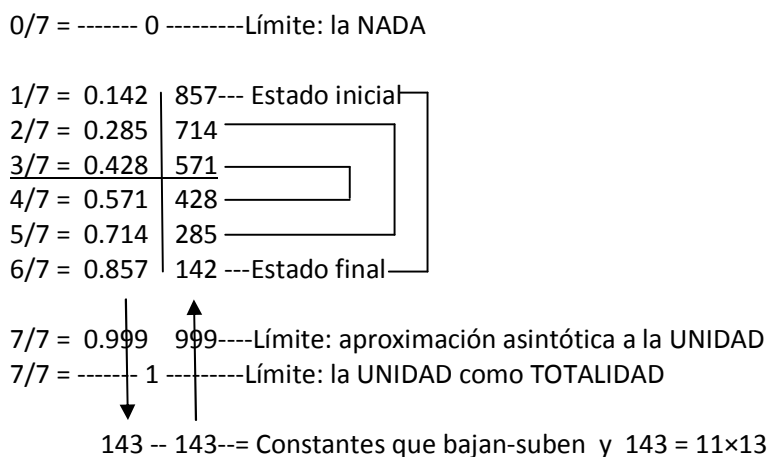 0/7 = ------- 0 ---------Límite: la NADA
1/7 = 0.142 857--- Estado inicial
2/7 = 0.285 714
3/7 = 0.428 571
4/7 = 0.571 428
5/7 = 0.714 285
6/7 = 0.857 142 ---Estado final
7/7 = 0.999 999----Límite: aproximación asintótica a la UNIDAD
7/7 = ------- 1 ---------Límite: la UNIDAD como TOTALIDAD
143 -- 143--= Constantes que bajan-suben y 143 = 11×13